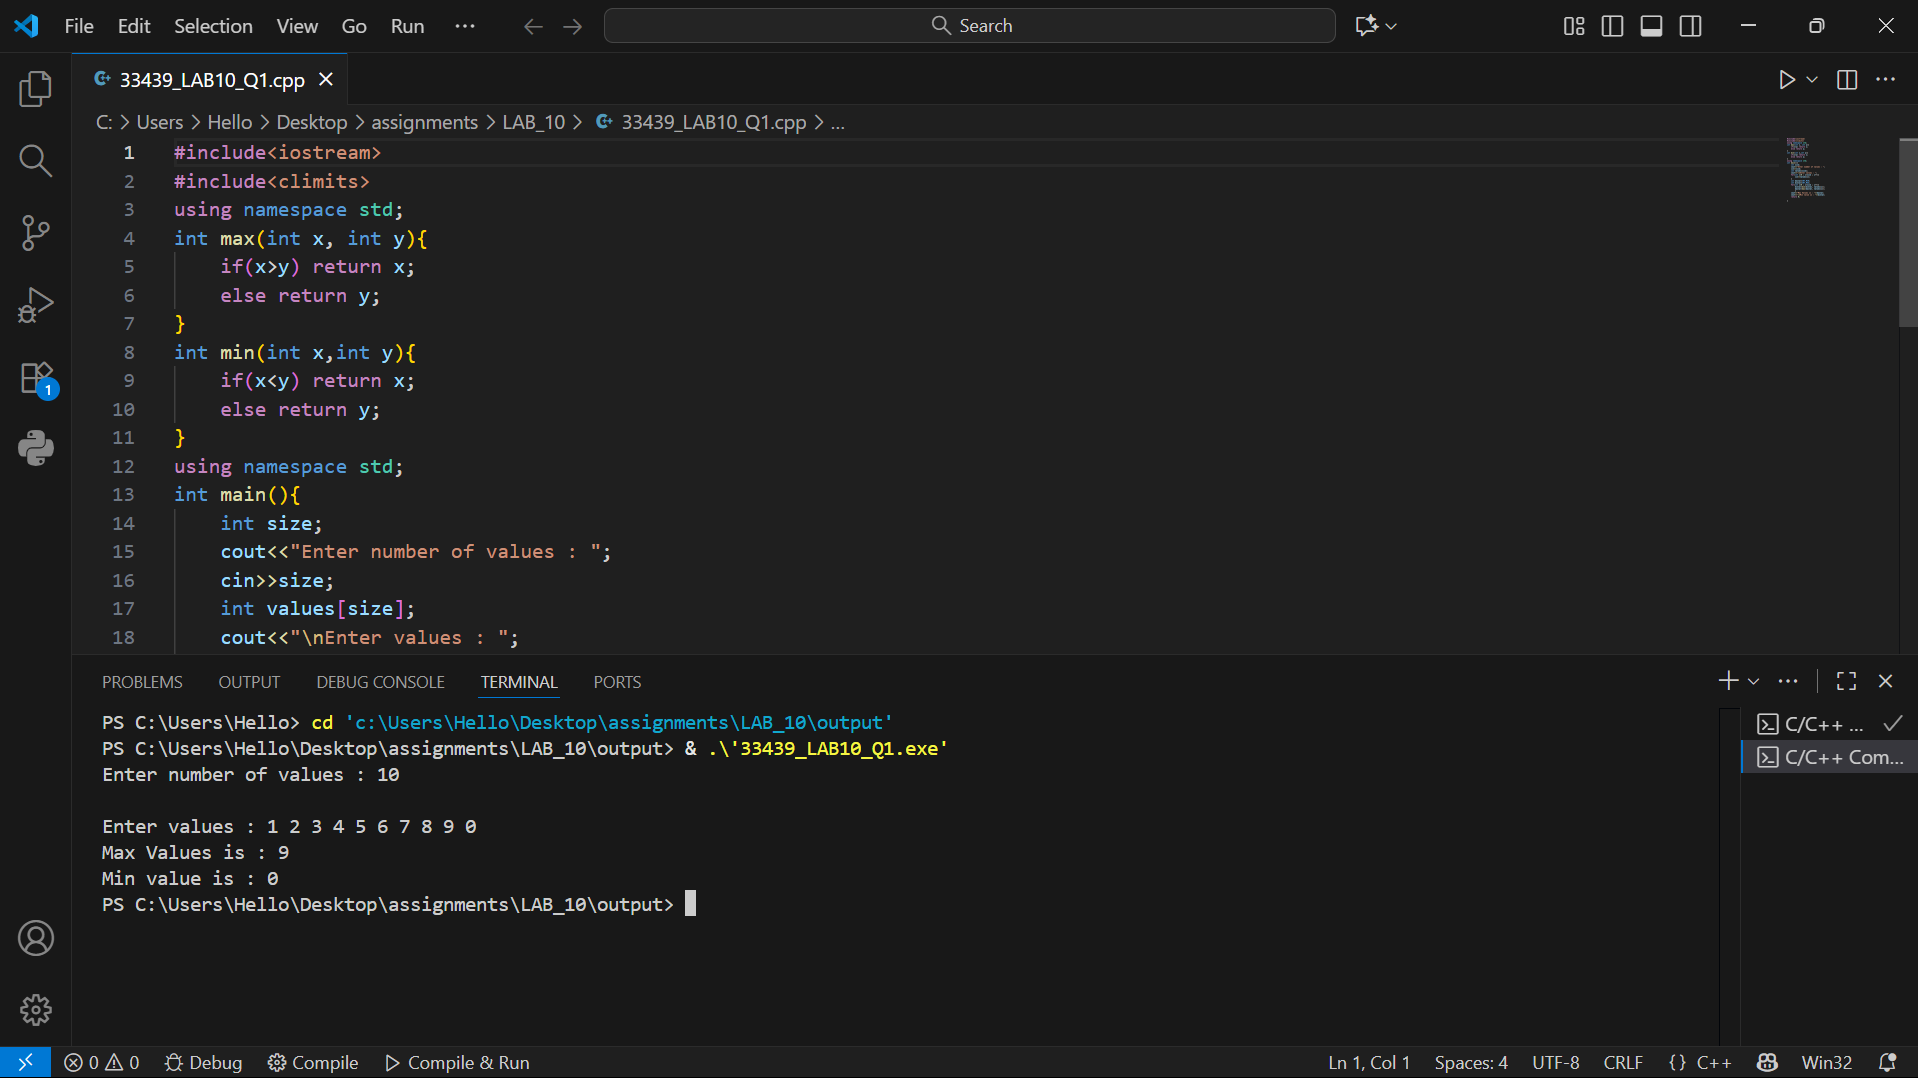 File Edit Selection View Go Run ··· Search
33439_LAB10_Q1.cpp
C: > Users > Hello > Desktop > assignments > LAB_10 > 33439_LAB10_Q1.cpp > ...
1 #include<iostream>
2 #include<climits>
3 using namespace std;
4 int max(int x, int y){
5 if(x>y) return x;
6 else return y;
7 }
8 int min(int x,int y){
9 if(x<y) return x;
10 else return y;
11 }
12 using namespace std;
13 int main(){
14 int size;
15 cout<<"Enter number of values : ";
16 cin>>size;
17 int values[size];
18 cout<<"\nEnter values : ";
1
PROBLEMS OUTPUT DEBUG CONSOLE TERMINAL PORTS
PS C:\Users\Hello> cd 'c:\Users\Hello\Desktop\assignments\LAB_10\output'
PS C:\Users\Hello\Desktop\assignments\LAB_10\output> & .\'33439_LAB10_Q1.exe'
Enter number of values : 10
Enter values : 1 2 3 4 5 6 7 8 9 0
Max Values is : 9
Min value is : 0
PS C:\Users\Hello\Desktop\assignments\LAB_10\output>
C/C++ ...
C/C++ Com...
0 0 Debug Compile Compile & Run Ln 1, Col 1 Spaces: 4 UTF-8 CRLF {} C++ Win32